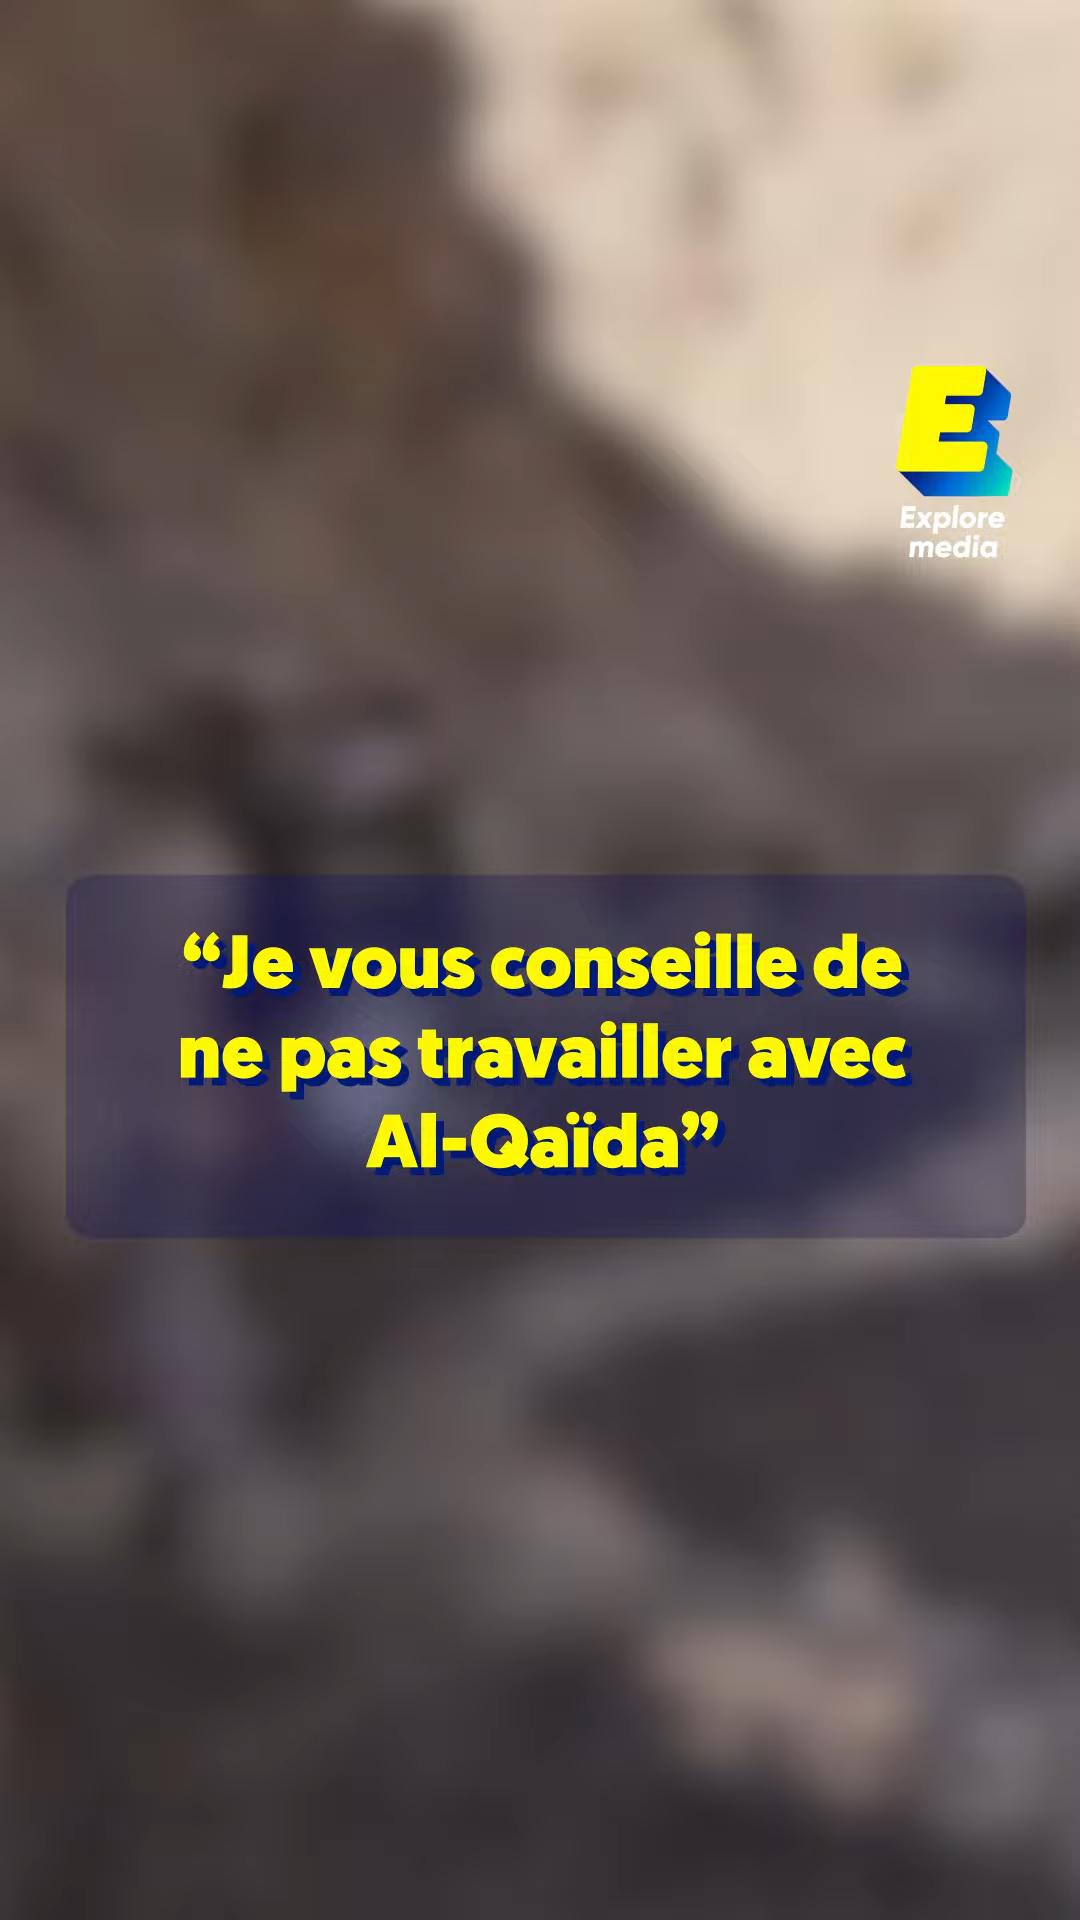 E
Explore
media
“Je vous conseille de
ne pas travailler avec
Al-Qaïda”